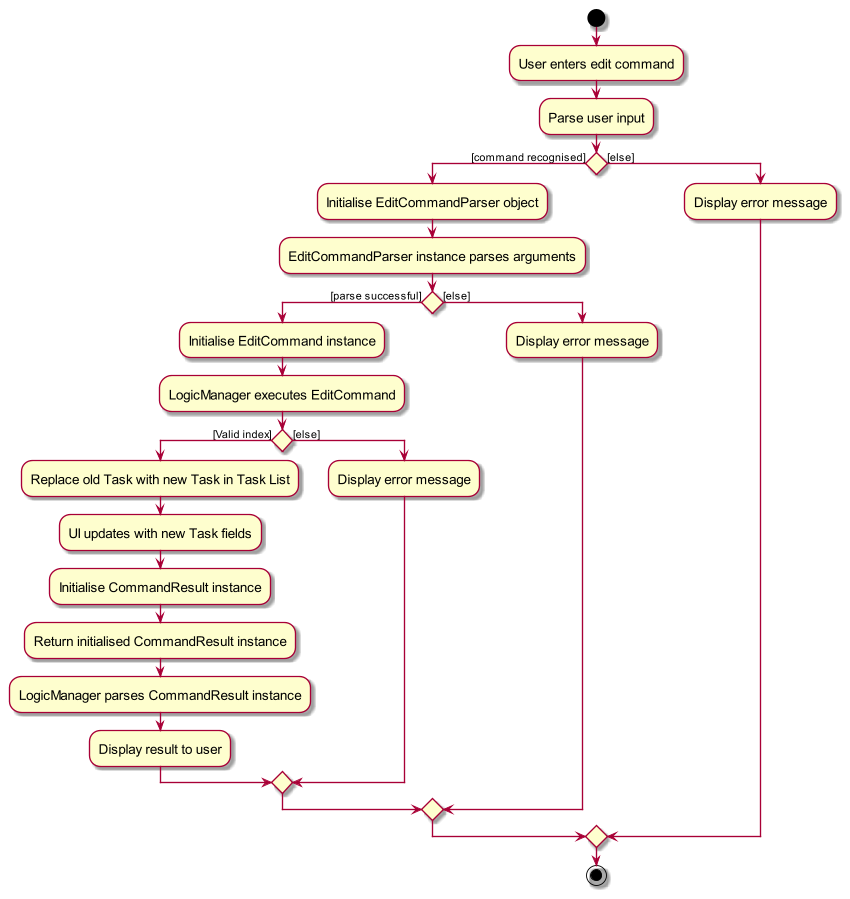 User enters edit command
Parse user input
[command recognised]
[else]
Initialise EditCommandParser object
Display error message
EditCommandParser instance parses arguments
[parse successful]
[else]
Initialise EditCommand instance
Display error message
LogicManager executes EditCommand
[Valid index]
[else]
Replace old Task with new Task in Task List
Display error message
UI updates with new Task fields
Initialise CommandResult instance
Return initialised CommandResult instance
LogicManager parses CommandResult instance
Display result to user